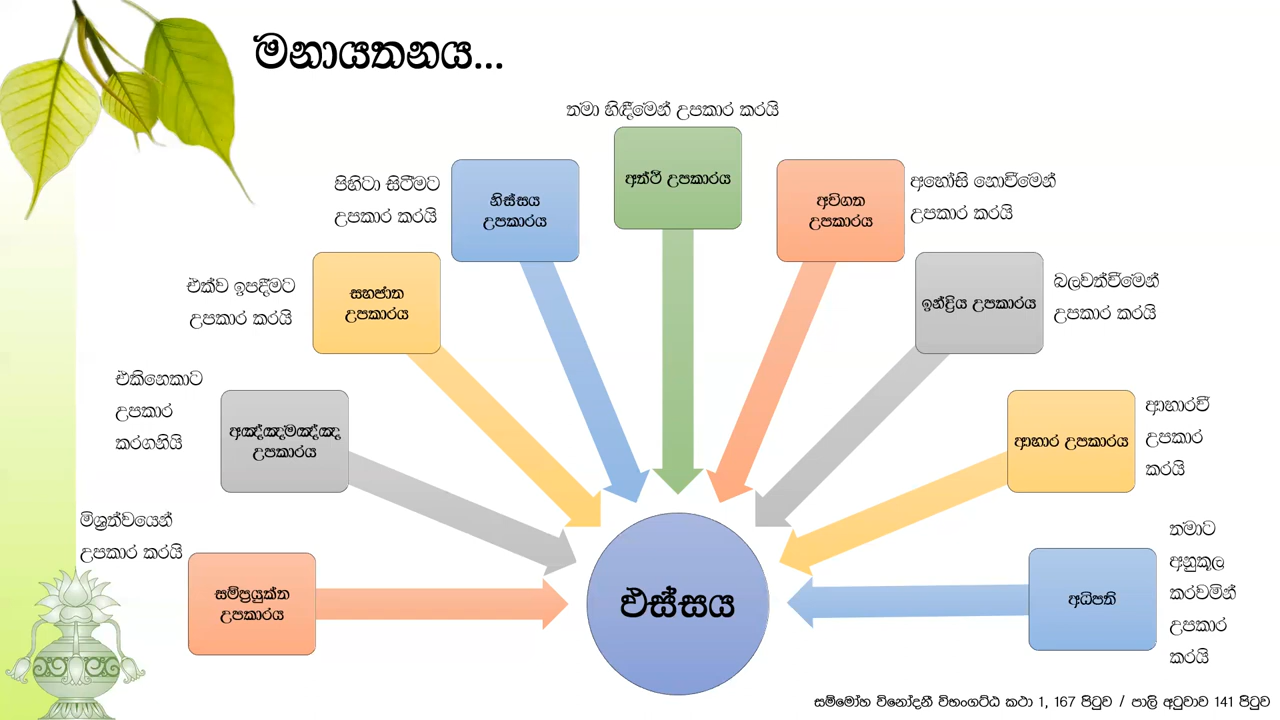 මනායතනය...
තමා හිඳීමෙන් උපකාර කරයි
අත්ථි උපකාරය
පිහිටා සිටීමට
උපකාර කරයි
නිස්සය
උපකාරය
අවිගත
උපකාරය
අහෝසි නොවීමෙන්
උපකාර කරයි
එක්ව ඉපදීමට
උපකාර කරයි
සහජාත
උපකාරය
ඉන්ද්‍රිය උපකාරය
බලවත්වීමෙන්
උපකාර කරයි
එකිනෙකාට
උපකාර
කරගනියි
අඤ්ඤමඤ්ඤ
උපකාරය
ආහාර උපකාරය
ආහාරවී
උපකාර
කරයි
මිශ්‍රත්වයෙන්
උපකාර කරයි
සම්ප්‍රයුක්ත
උපකාරය
ඵස්සය
අධිපති
තමාට
අනුකූල
කරවමින්
උපකාර
කරයි
සම්මෝහ විනෝදනී විභංගට්ඨ කථා 1, 167 පිටුව / පාලි අටුවාව 141 පිටුව